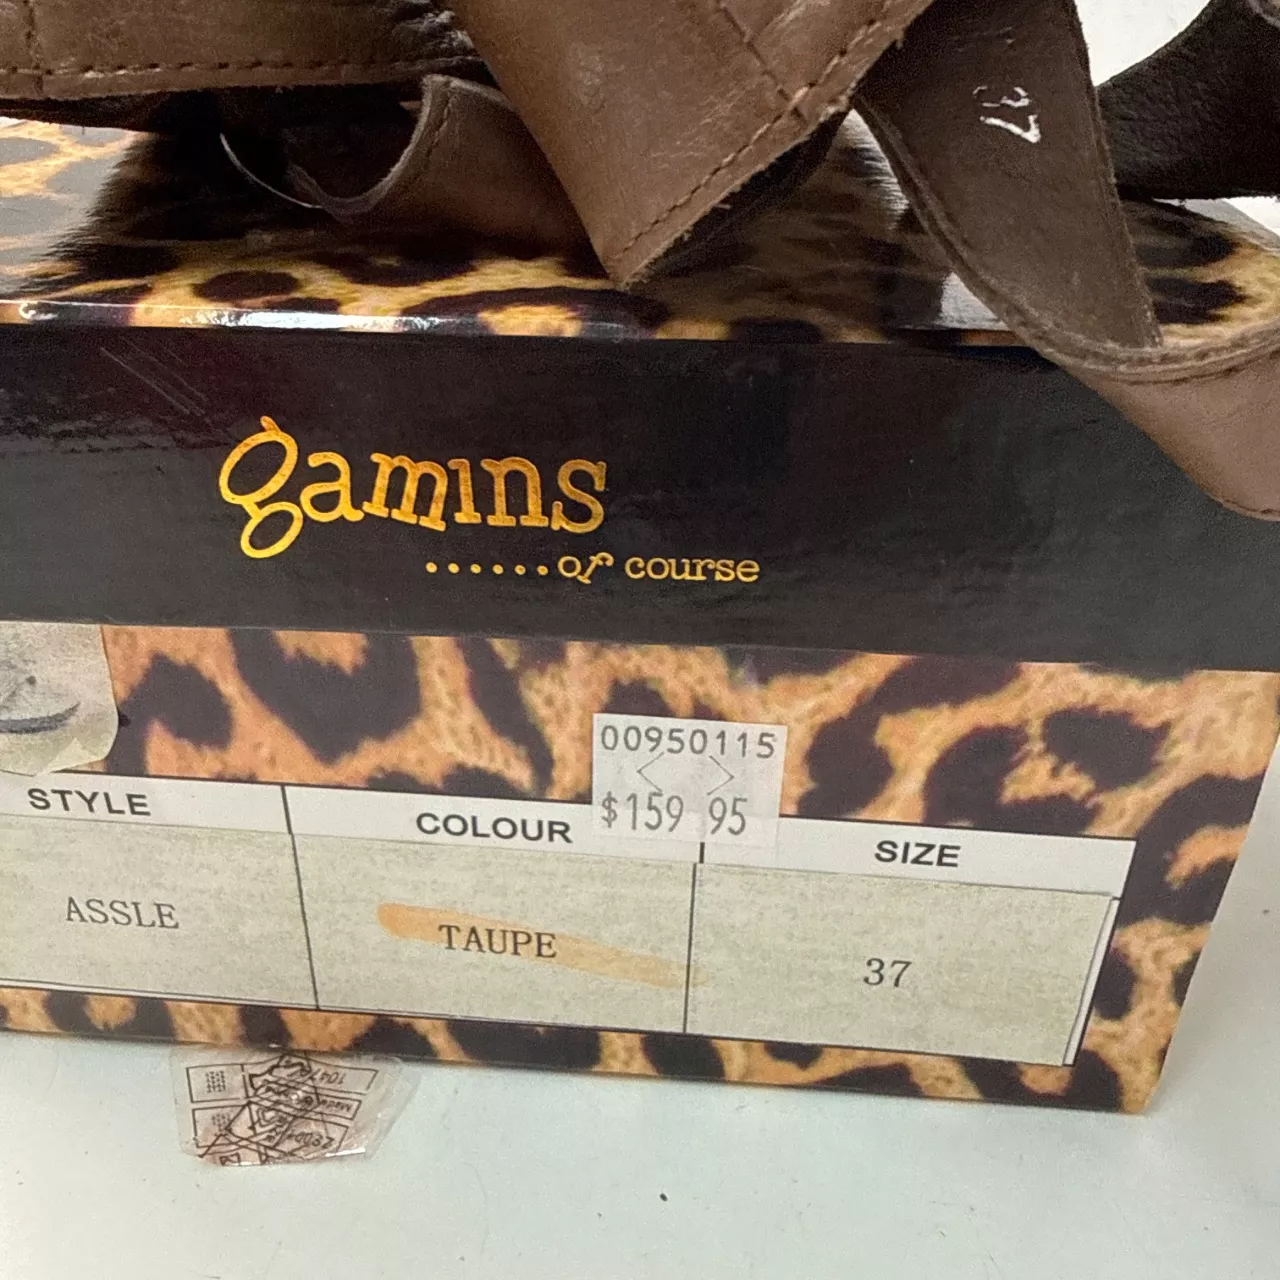 37
gamins
......of course
00950115
$159 95
STYLE
COLOUR
SIZE
ASSLE
TAUPE
37